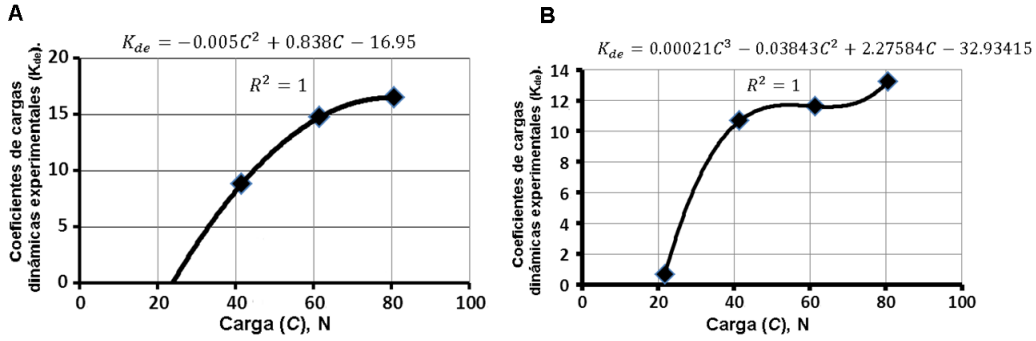 A
K_de = −0.005C² + 0.838C − 16.95
R² = 1
Coeficientes de cargas
dinámicas experimentales (K_de).
20
15
10
5
0
0 20 40 60 80 100
Carga (C), N
B
K_de = 0.00021C³ − 0.03843C² + 2.27584C − 32.93415
R² = 1
Coeficientes de cargas
dinámicas experimentales (K_de).
14
12
10
8
6
4
2
0
0 20 40 60 80 100
Carga (C), N